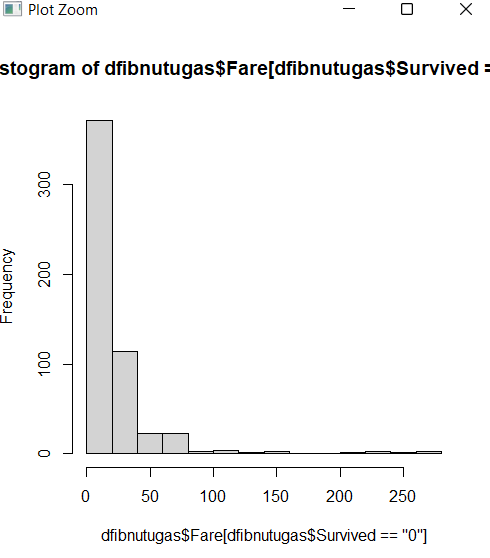 Plot Zoom
stogram of dfibnutugas$Fare[dfibnutugas$Survived =
300
200
100
0
Frequency
0 50 100 150 200 250
dfibnutugas$Fare[dfibnutugas$Survived == "0"]